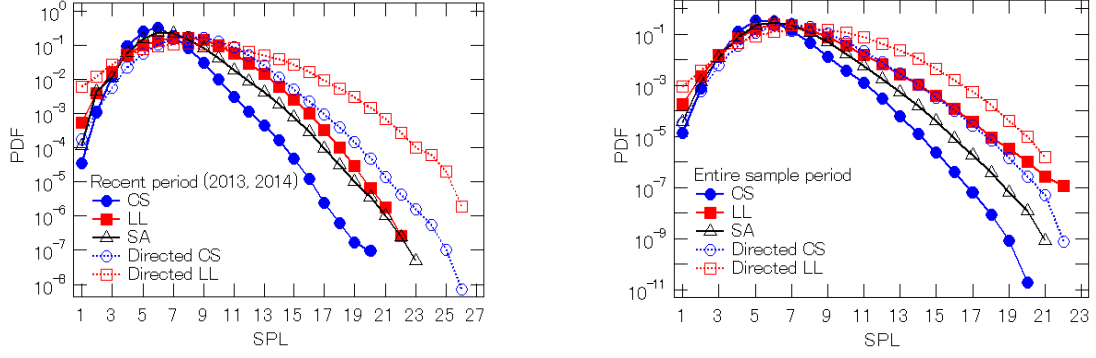 10⁰
10⁻¹
10⁻²
10⁻³
10⁻⁴
10⁻⁵
10⁻⁶
10⁻⁷
10⁻⁸
PDF
Recent period (2013, 2014)
CS
LL
SA
Directed CS
Directed LL
1 3 5 7 9 11 13 15 17 19 21 23 25 27
SPL
10⁻¹
10⁻³
10⁻⁵
10⁻⁷
10⁻⁹
10⁻¹¹
PDF
Entire sample period
CS
LL
SA
Directed CS
Directed LL
1 3 5 7 9 11 13 15 17 19 21 23
SPL